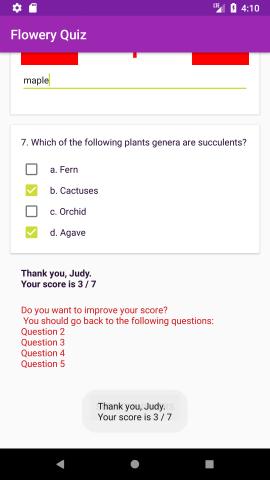 4:10
Flowery Quiz
maple
7. Which of the following plants genera are succulents?
a. Fern
b. Cactuses
c. Orchid
d. Agave
Thank you, Judy.
Your score is 3 / 7
Do you want to improve your score?
You should go back to the following questions:
Question 2
Question 3
Question 4
Question 5
Thank you, Judy.
Your score is 3 / 7